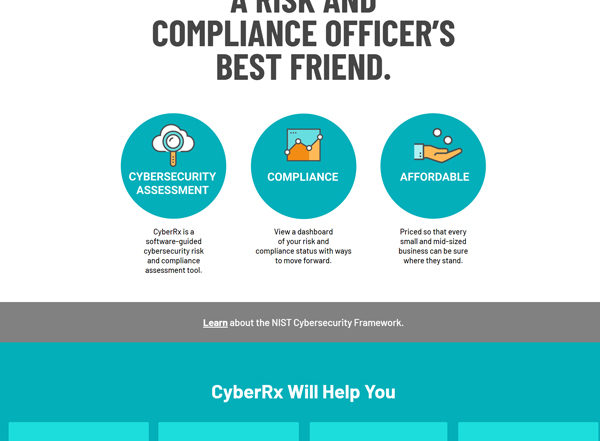 A RISK AND
COMPLIANCE OFFICER'S
BEST FRIEND.
CYBERSECURITY
ASSESSMENT
CyberRx is a
software-guided
cybersecurity risk
and compliance
assessment tool.
COMPLIANCE
View a dashboard
of your risk and
compliance status with ways
to move forward.
AFFORDABLE
Priced so that every
small and mid-sized
business can be sure
where they stand.
Learn about the NIST Cybersecurity Framework.
CyberRx Will Help You